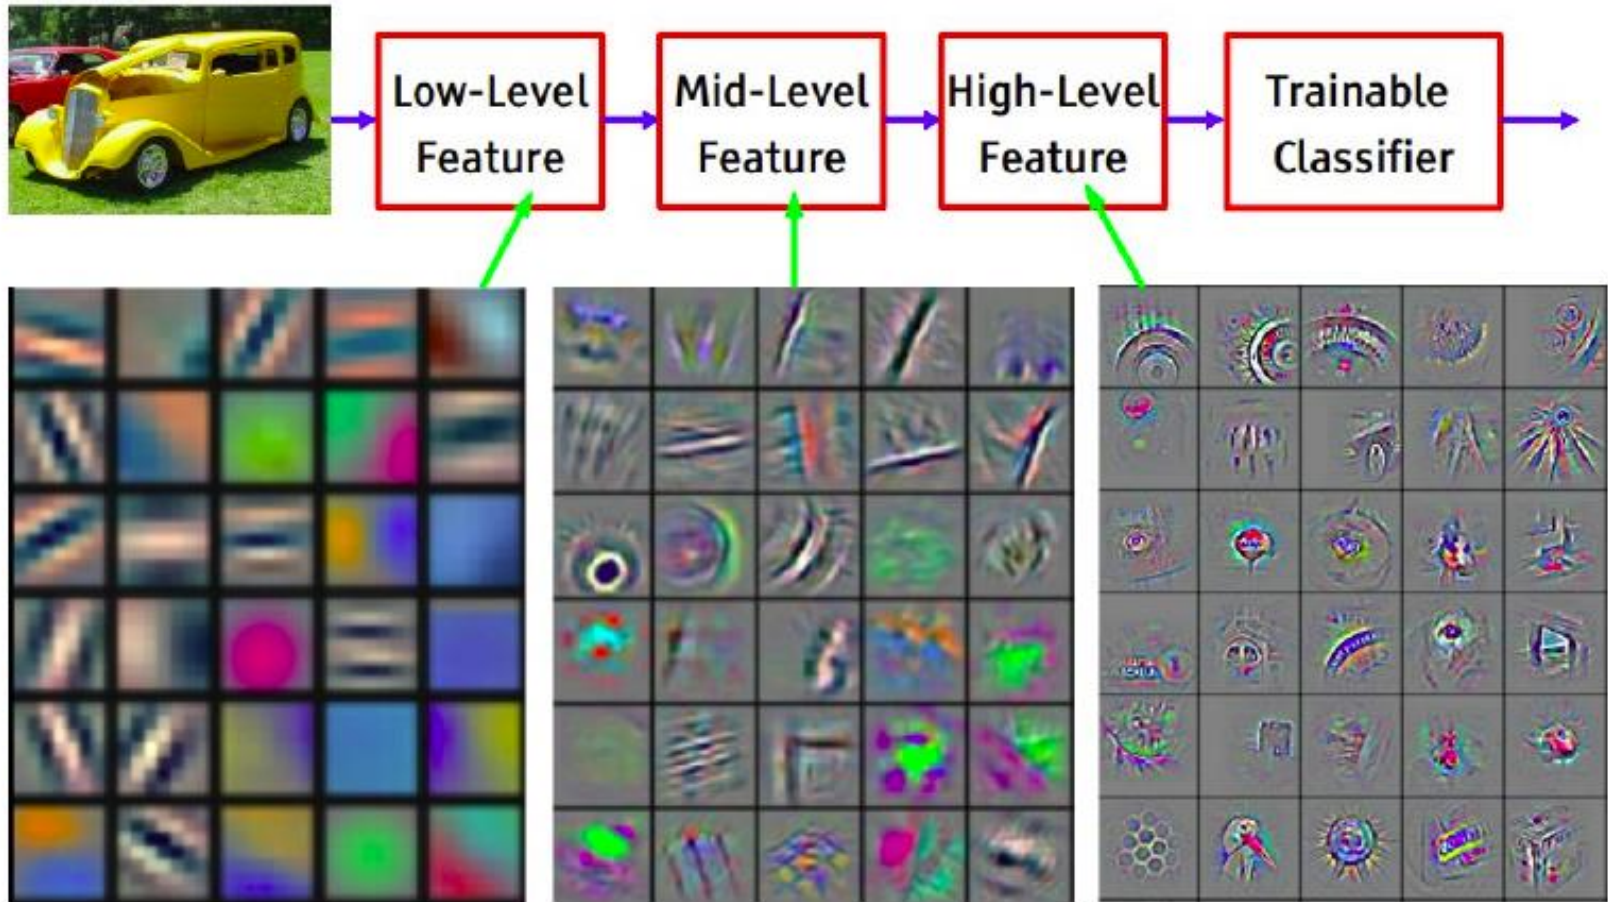 Low-Level
Feature
Mid-Level
Feature
High-Level
Feature
Trainable
Classifier